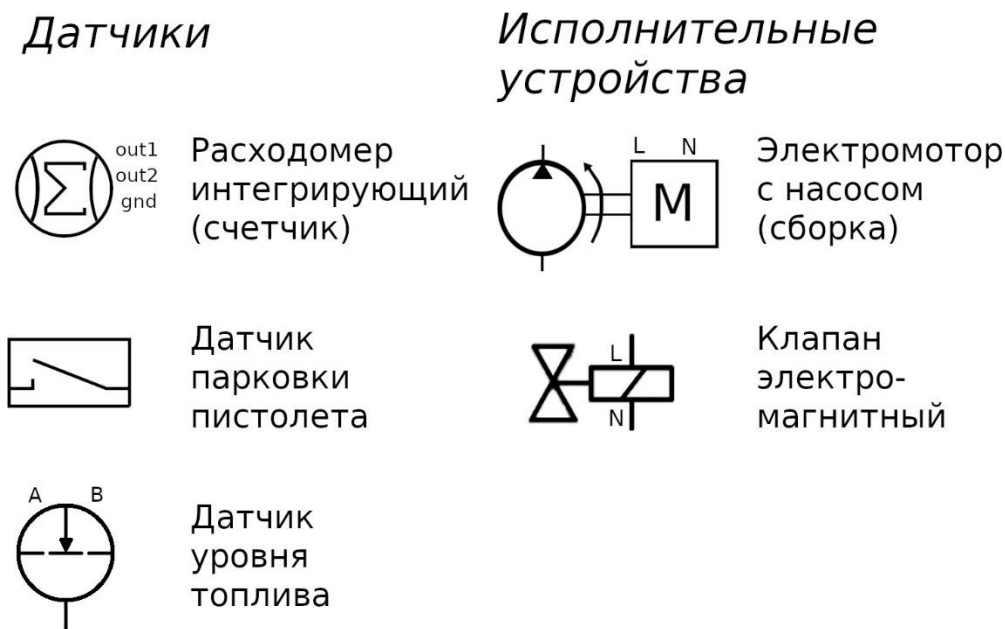 Датчики
out1
out2
gnd
Расходомер
интегрирующий
(счетчик)
Датчик
парковки
пистолета
A B
Датчик
уровня
топлива
Исполнительные
устройства
L N
M
Электромотор
с насосом
(сборка)
L
N
Клапан
электро-
магнитный